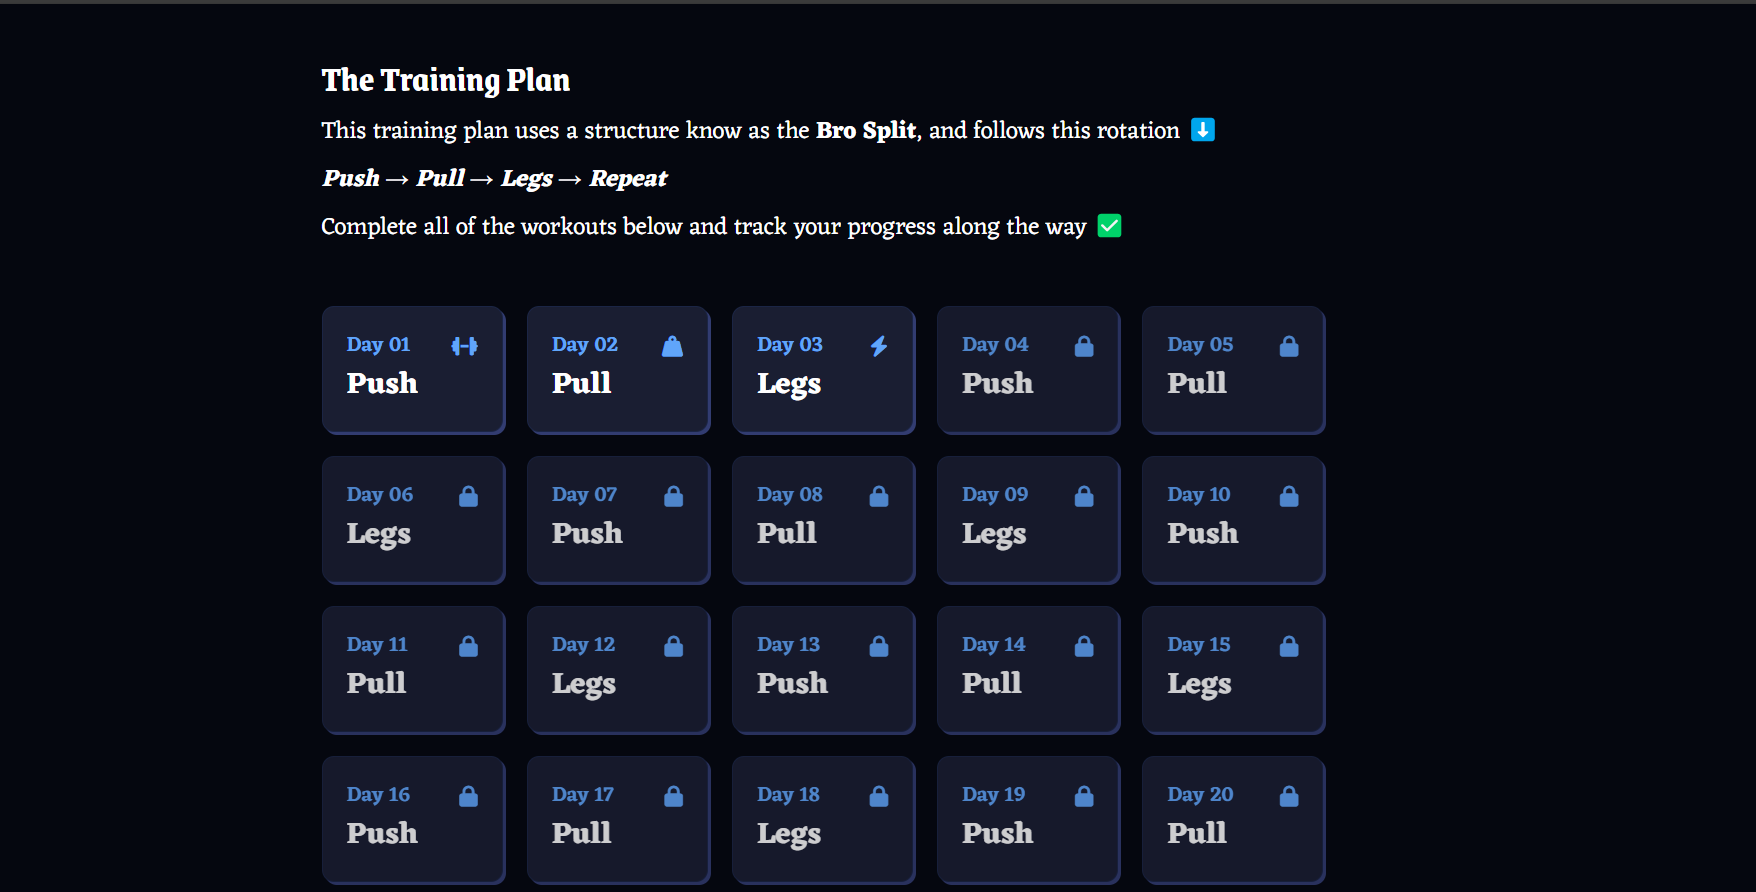 The Training Plan
This training plan uses a structure know as the Bro Split, and follows this rotation ⬇️
Push → Pull → Legs → Repeat
Complete all of the workouts below and track your progress along the way ✅
Day 01
Push
Day 02
Pull
Day 03
Legs
Day 04
Push
Day 05
Pull
Day 06
Legs
Day 07
Push
Day 08
Pull
Day 09
Legs
Day 10
Push
Day 11
Pull
Day 12
Legs
Day 13
Push
Day 14
Pull
Day 15
Legs
Day 16
Push
Day 17
Pull
Day 18
Legs
Day 19
Push
Day 20
Pull